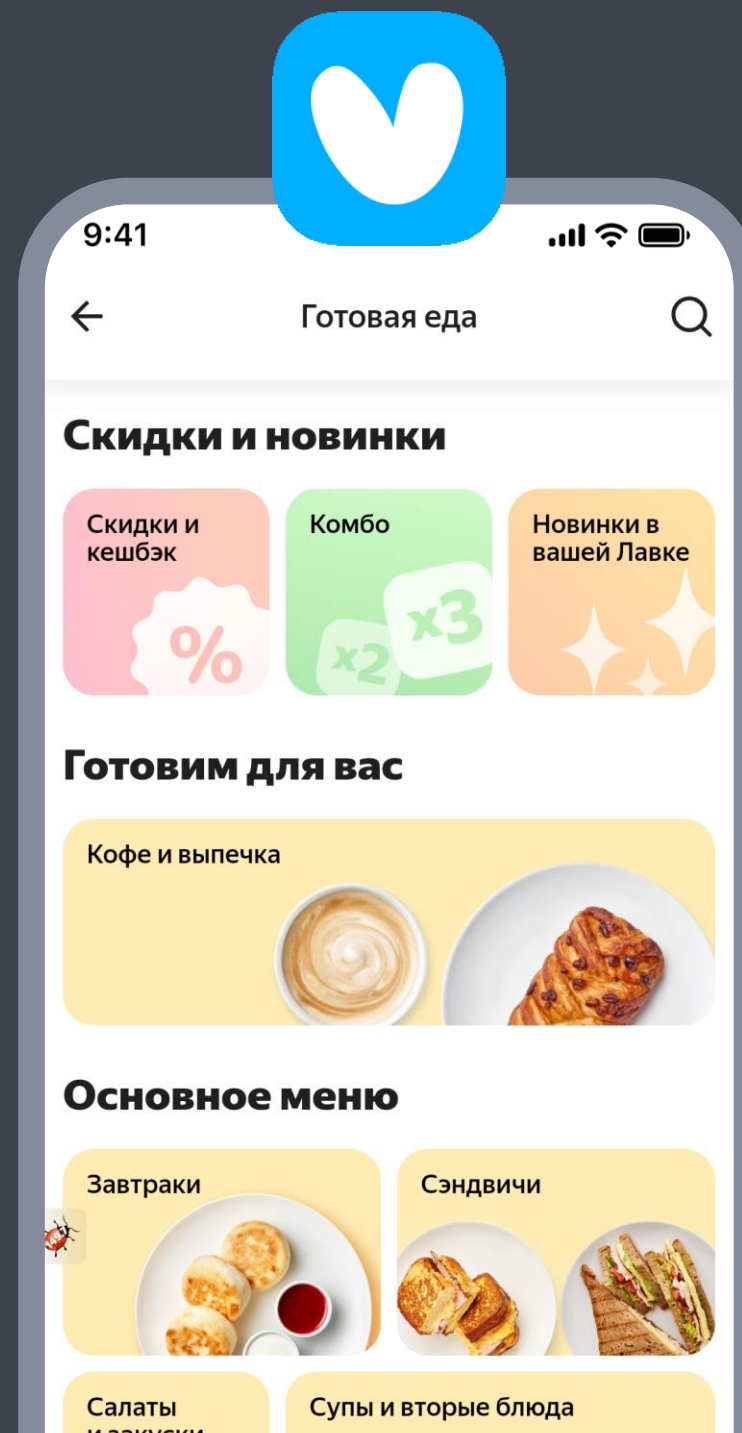 9:41
Готовая еда
Скидки и новинки
Скидки и
кешбэк
Комбо
Новинки в
вашей Лавке
%
x2
x3
Готовим для вас
Кофе и выпечка
Основное меню
Завтраки
Сэндвичи
Салаты
и закуски
Супы и вторые блюда